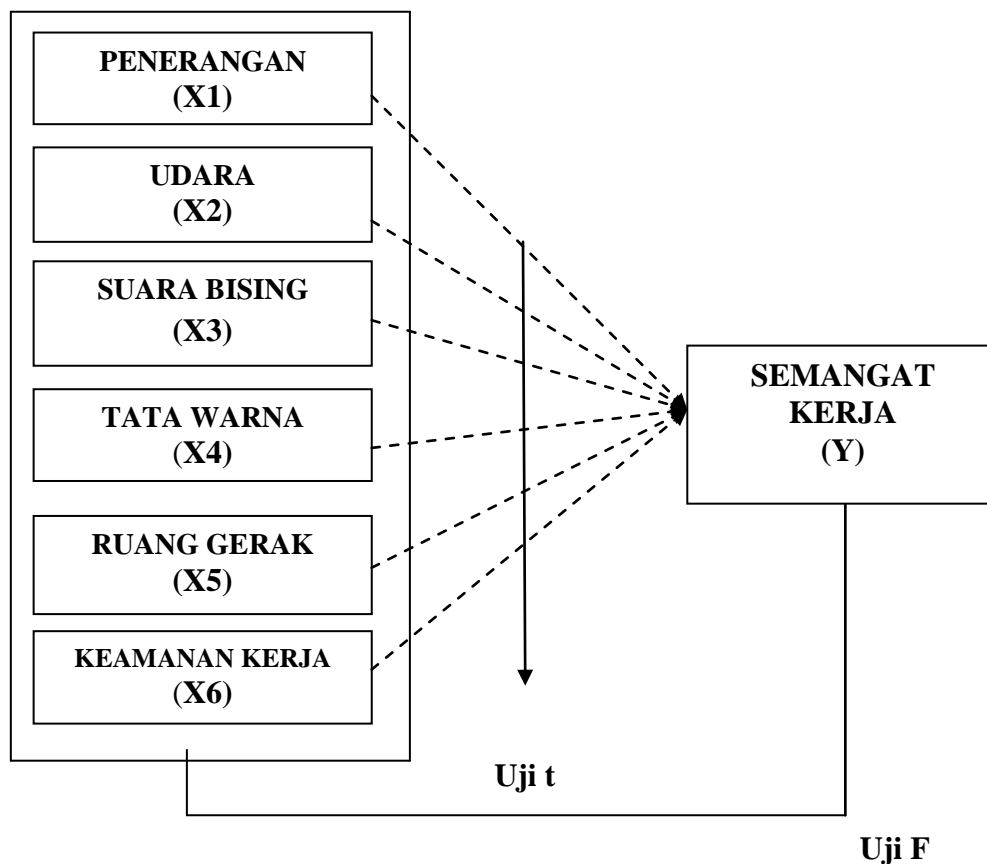 PENERANGAN
(X1)
UDARA
(X2)
SUARA BISING
(X3)
TATA WARNA
(X4)
RUANG GERAK
(X5)
KEAMANAN KERJA
(X6)
SEMANGAT
KERJA
(Y)
Uji t
Uji F